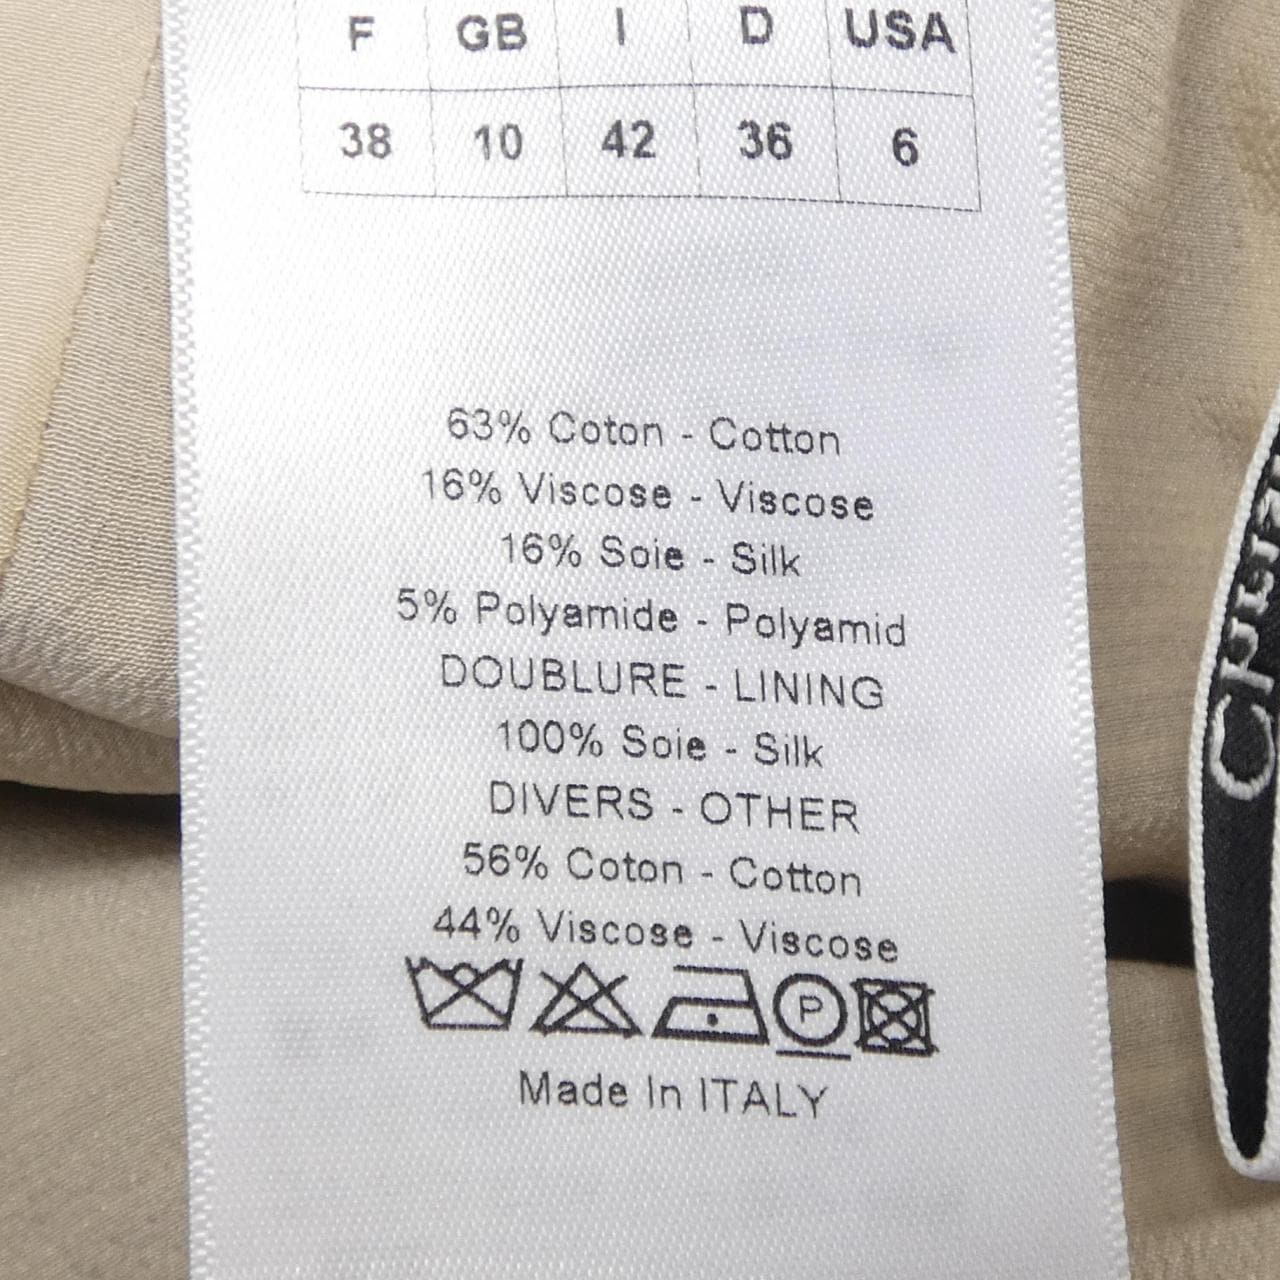 F GB I D USA
38 10 42 36 6
63% Coton - Cotton
16% Viscose - Viscose
16% Soie - Silk
5% Polyamide - Polyamid
DOUBLURE - LINING
100% Soie - Silk
DIVERS - OTHER
56% Coton - Cotton
44% Viscose - Viscose
P
Made In ITALY